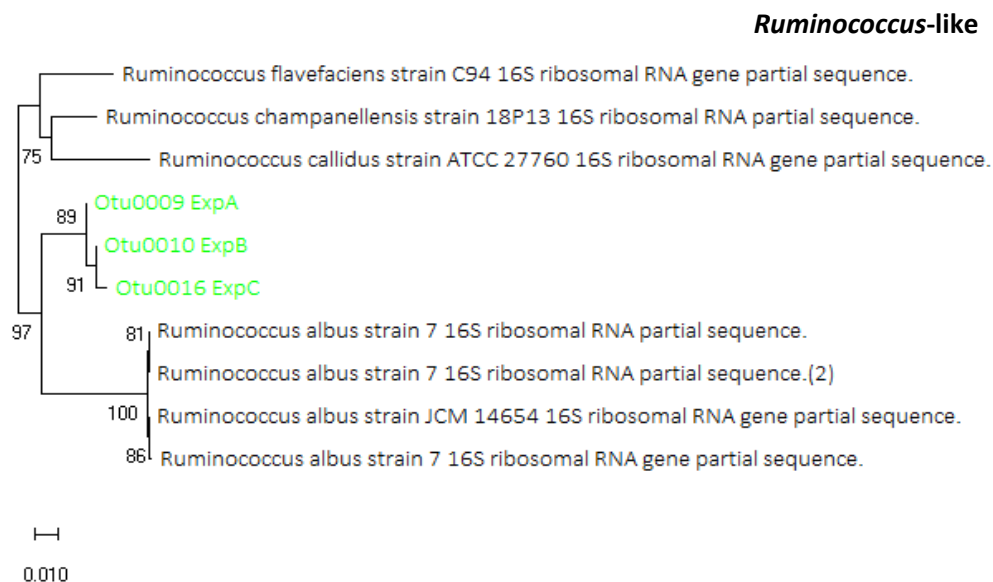 Ruminococcus-like
Ruminococcus flavefaciens strain C94 16S ribosomal RNA gene partial sequence.
Ruminococcus champanellensis strain 18P13 16S ribosomal RNA partial sequence.
75
Ruminococcus callidus strain ATCC 27760 16S ribosomal RNA gene partial sequence.
Otu0009 ExpA
89
Otu0010 ExpB
91
Otu0016 ExpC
97
81
Ruminococcus albus strain 7 16S ribosomal RNA partial sequence.
Ruminococcus albus strain 7 16S ribosomal RNA partial sequence.(2)
100
Ruminococcus albus strain JCM 14654 16S ribosomal RNA gene partial sequence.
86
Ruminococcus albus strain 7 16S ribosomal RNA gene partial sequence.
0.010